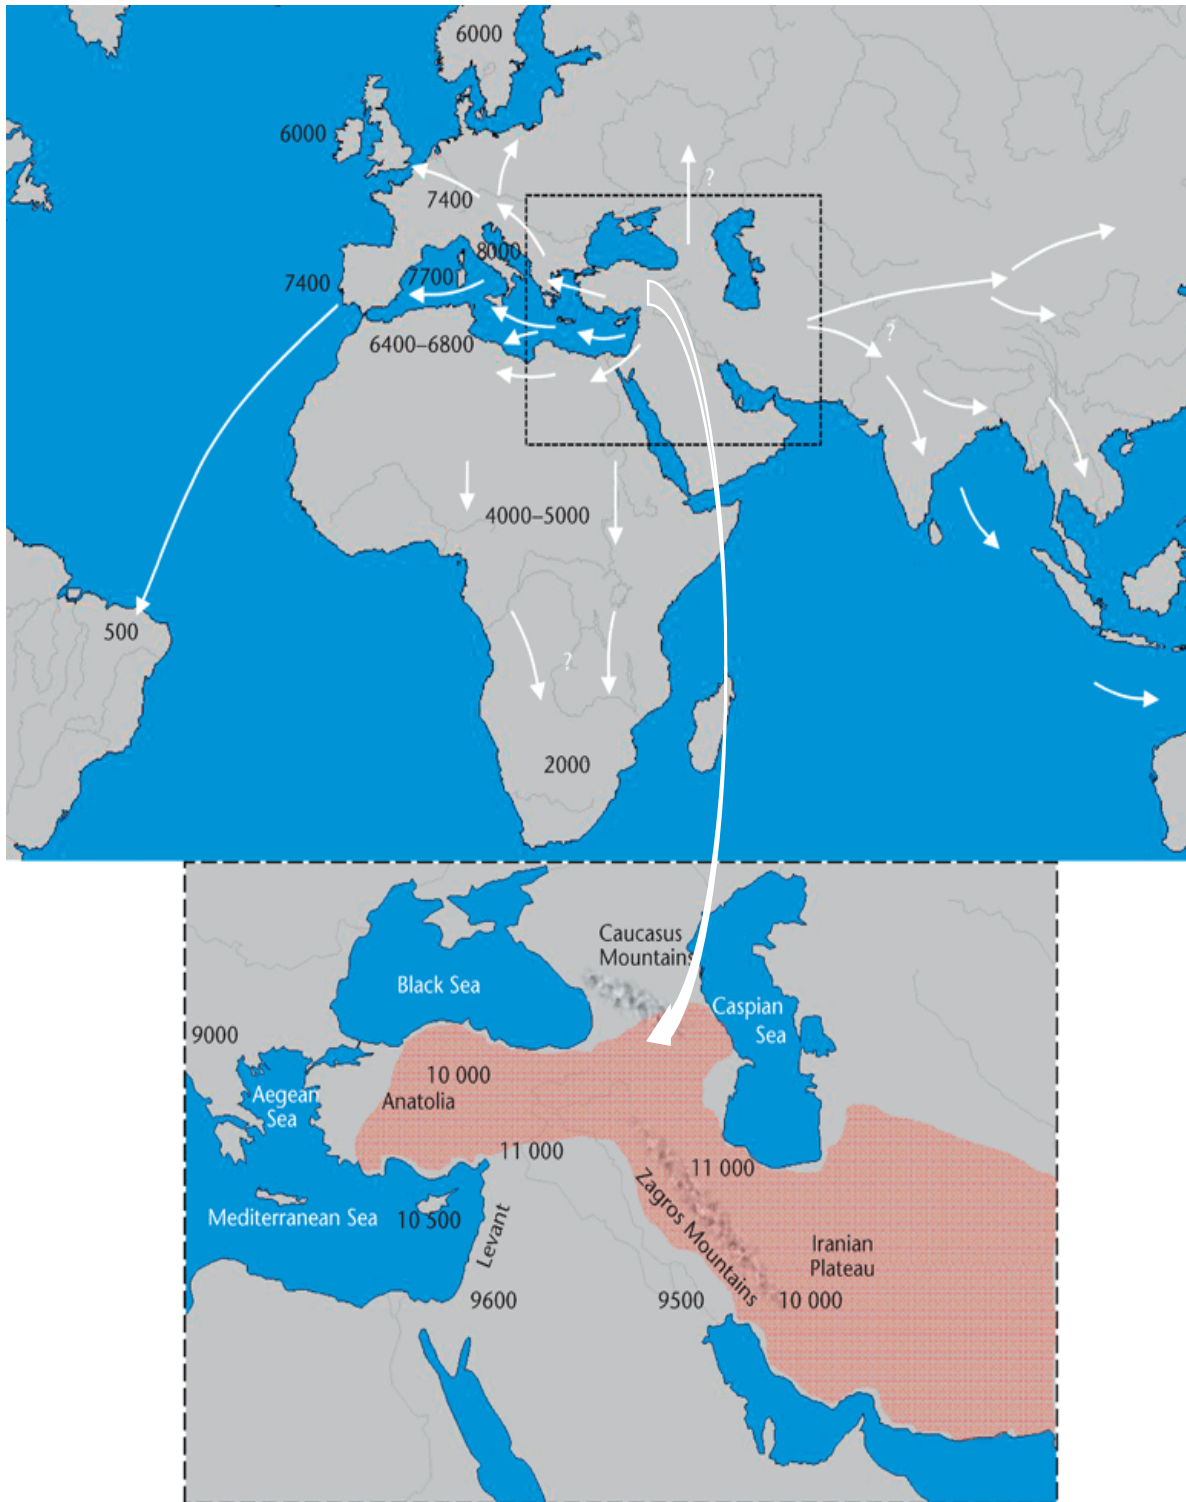 6000
6000
7400
8000
7700
7400
6400–6800
?
?
4000–5000
500
?
2000
Caucasus
Mountains
Black Sea
Caspian
Sea
9000
10 000
Aegean
Sea
Anatolia
11 000
11 000
Zagros Mountains
Mediterranean Sea
10 500
Levant
Iranian
Plateau
9600
9500
10 000